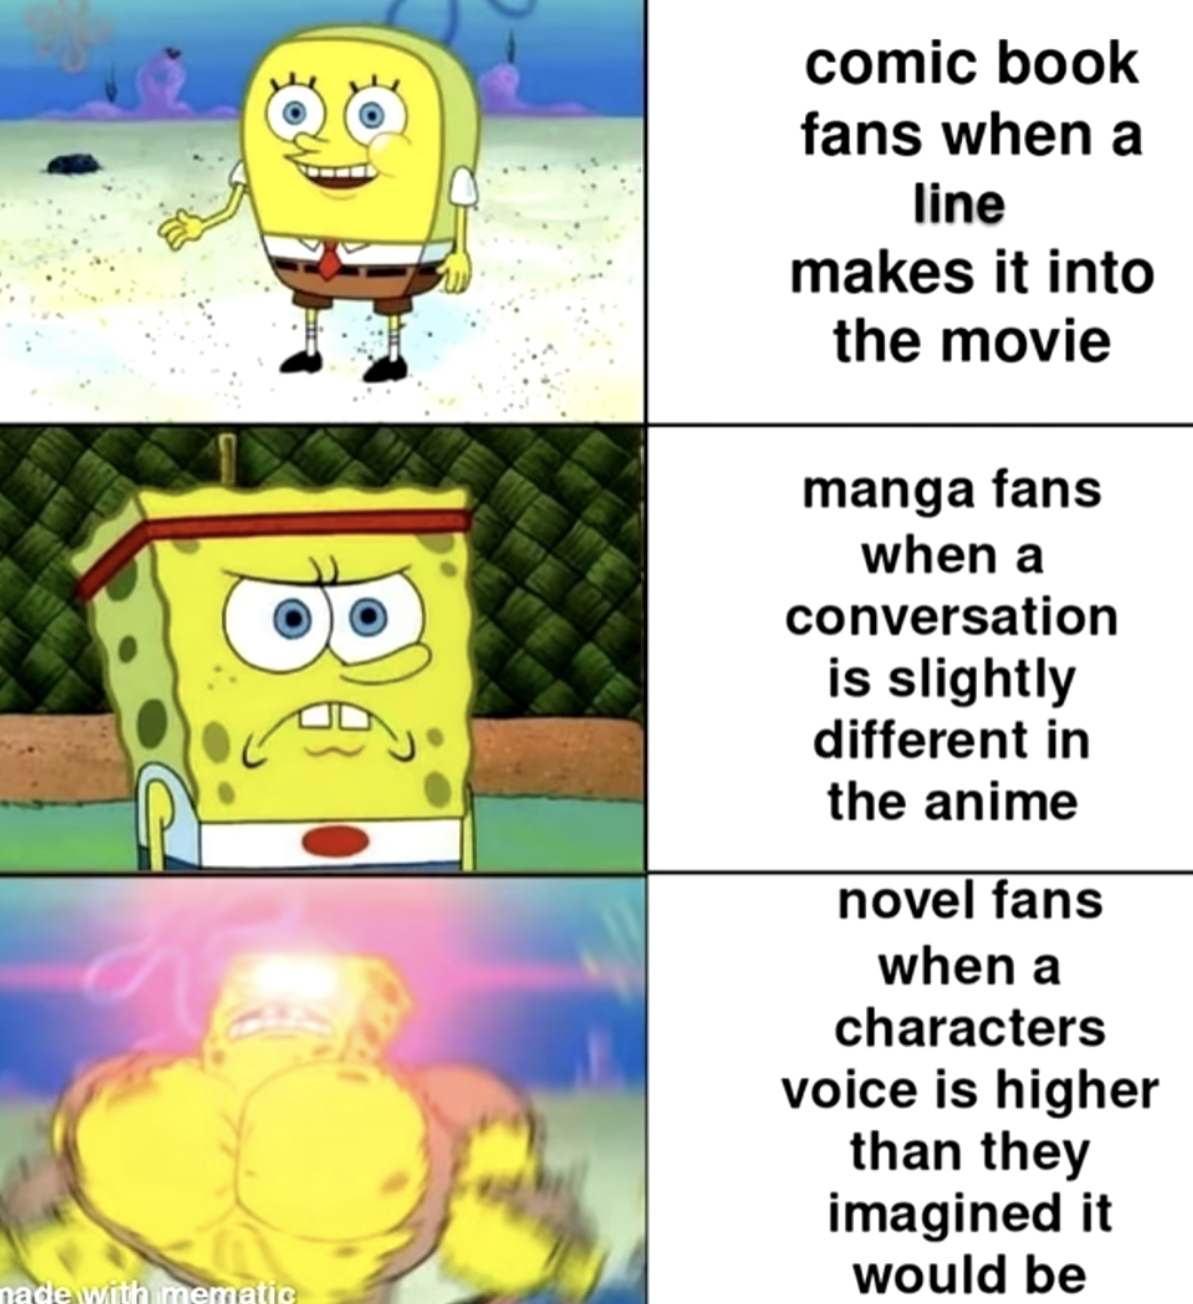 comic book
fans when a
line
makes it into
the movie
manga fans
when a
conversation
is slightly
different in
the anime
novel fans
when a
characters
voice is higher
than they
imagined it
would be
made with mematic